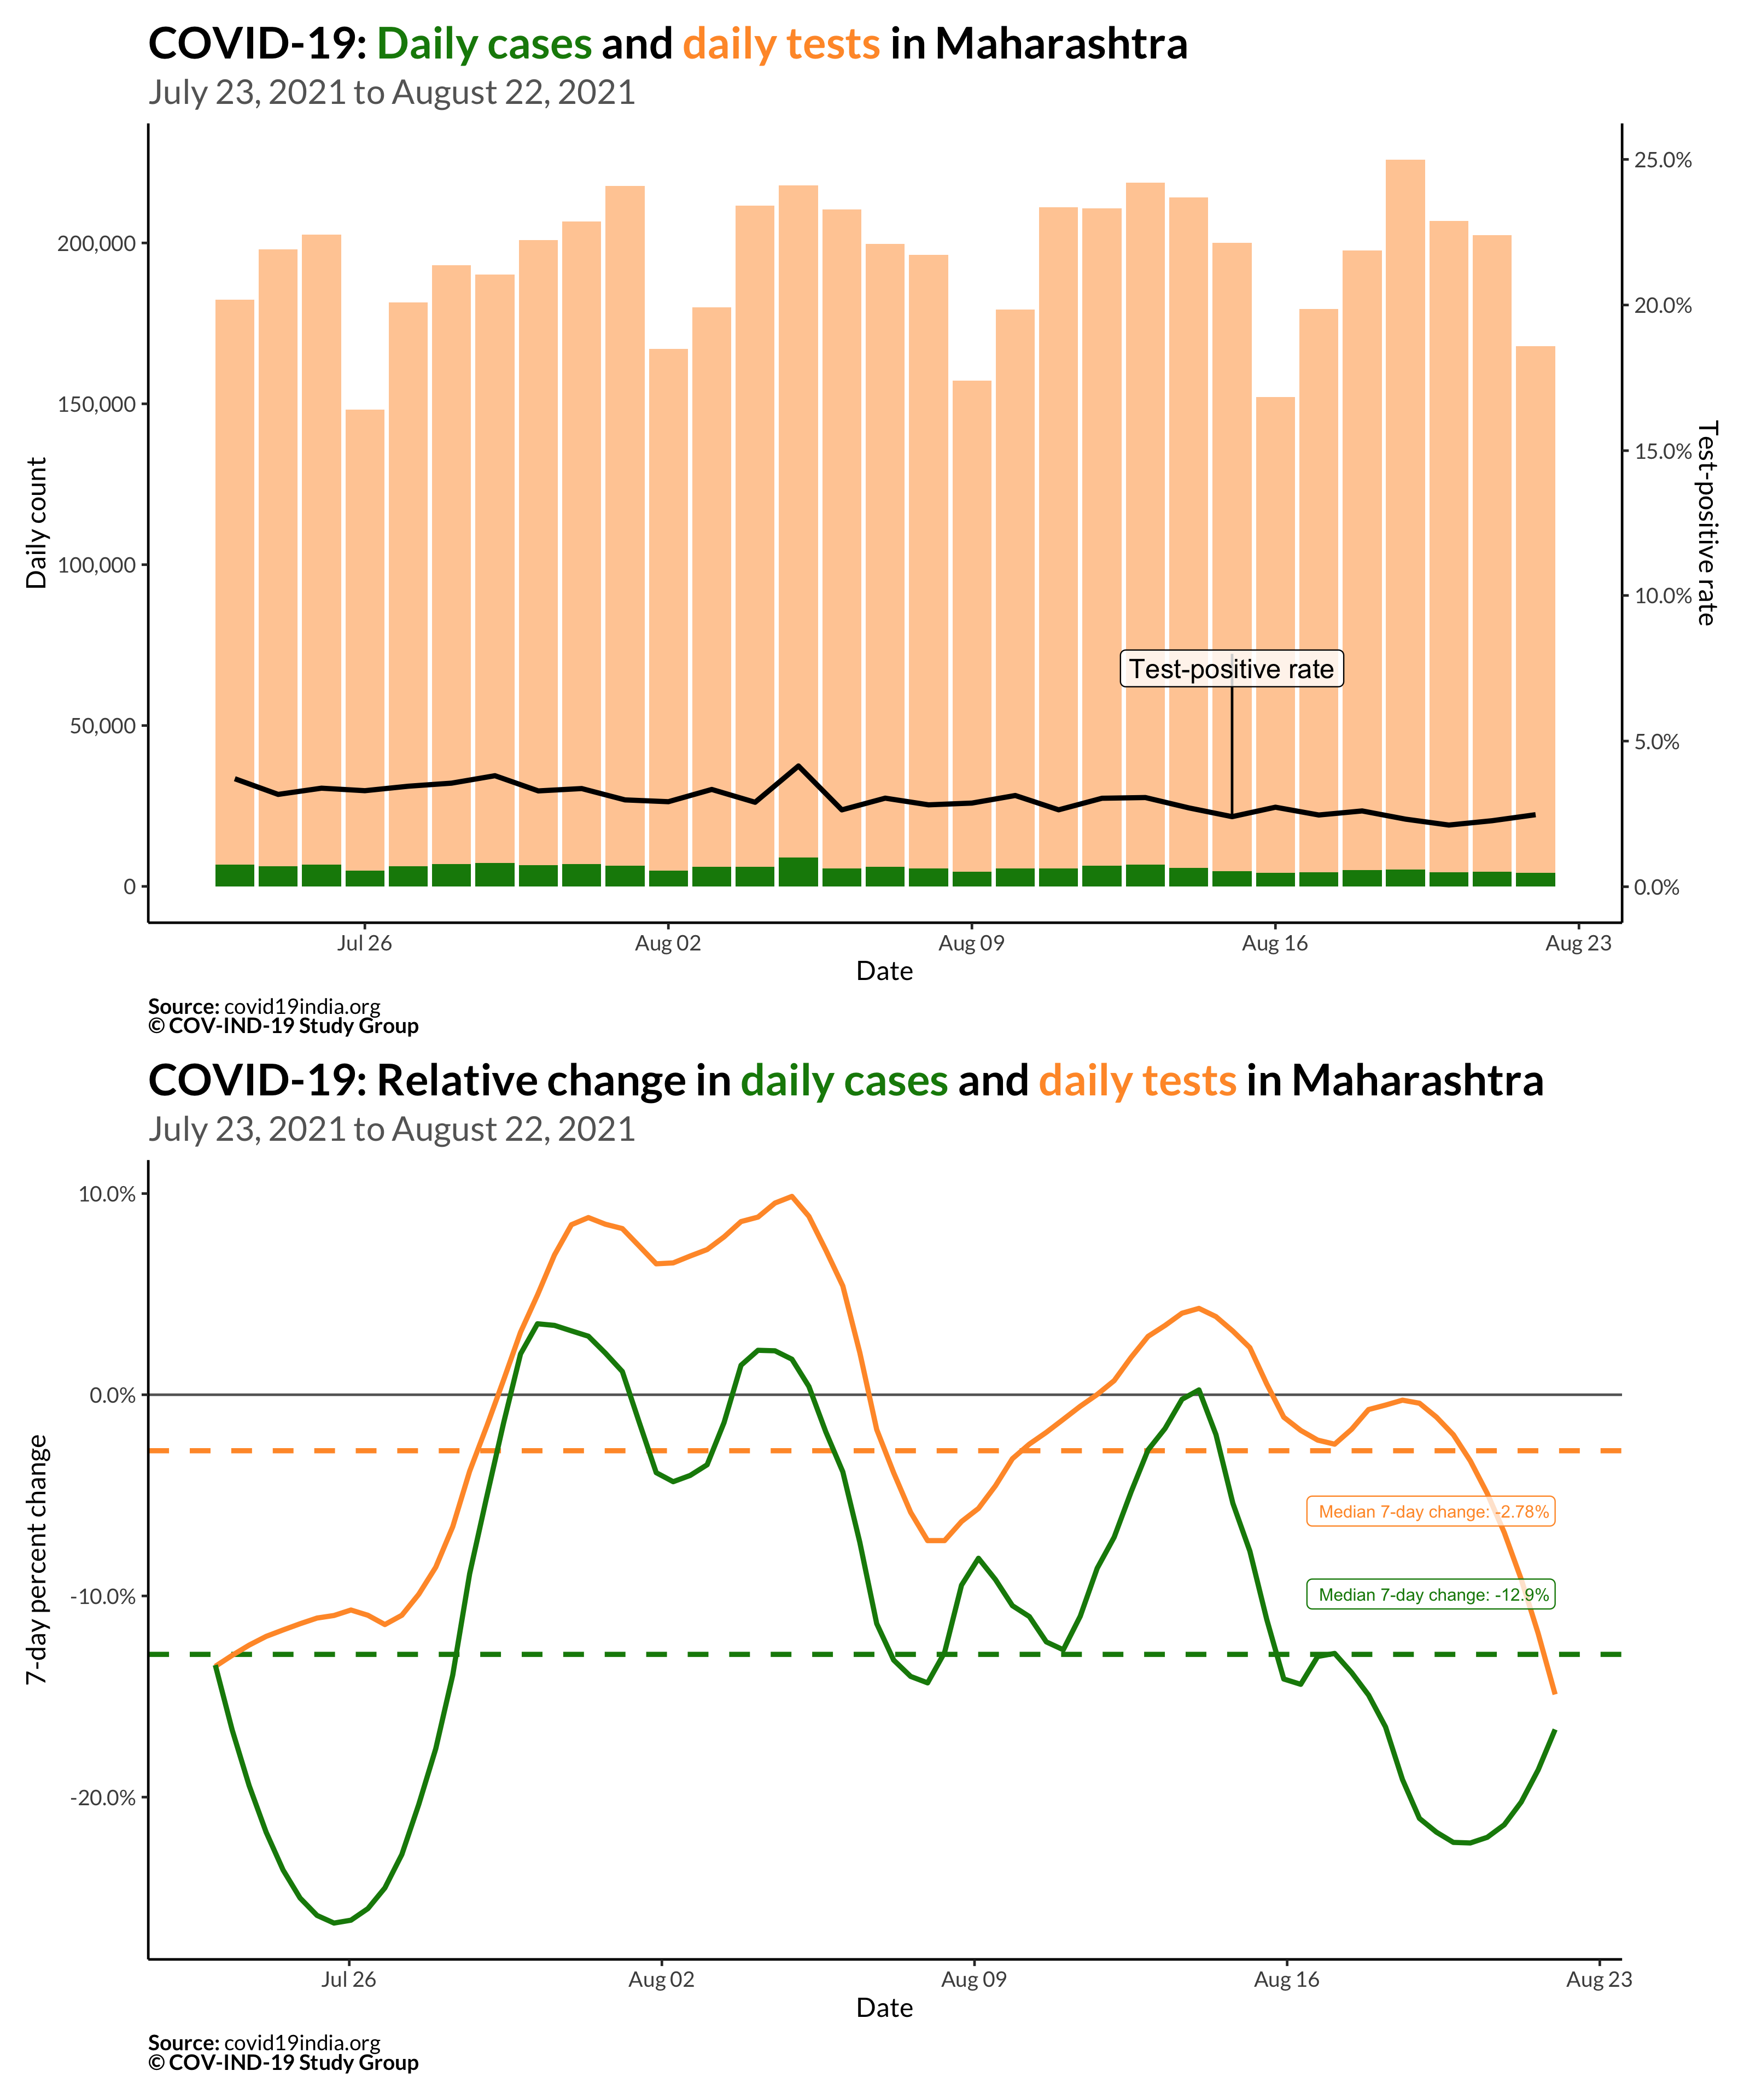 COVID-19: Daily cases and daily tests in Maharashtra
July 23, 2021 to August 22, 2021
Daily count
200,000
150,000
100,000
50,000
0
25.0%
20.0%
15.0%
10.0%
5.0%
0.0%
Test-positive rate
Test-positive rate
Jul 26
Aug 02
Aug 09
Aug 16
Aug 23
Date
Source: covid19india.org
© COV-IND-19 Study Group
COVID-19: Relative change in daily cases and daily tests in Maharashtra
July 23, 2021 to August 22, 2021
7-day percent change
10.0%
0.0%
-10.0%
-20.0%
Median 7-day change: -2.78%
Median 7-day change: -12.9%
Jul 26
Aug 02
Aug 09
Aug 16
Aug 23
Date
Source: covid19india.org
© COV-IND-19 Study Group